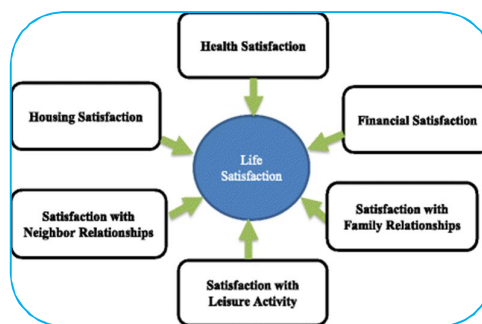 Health Satisfaction
Housing Satisfaction
Financial Satisfaction
Life
Satisfaction
Satisfaction with
Neighbor Relationships
Satisfaction with
Family Relationships
Satisfaction with
Leisure Activity